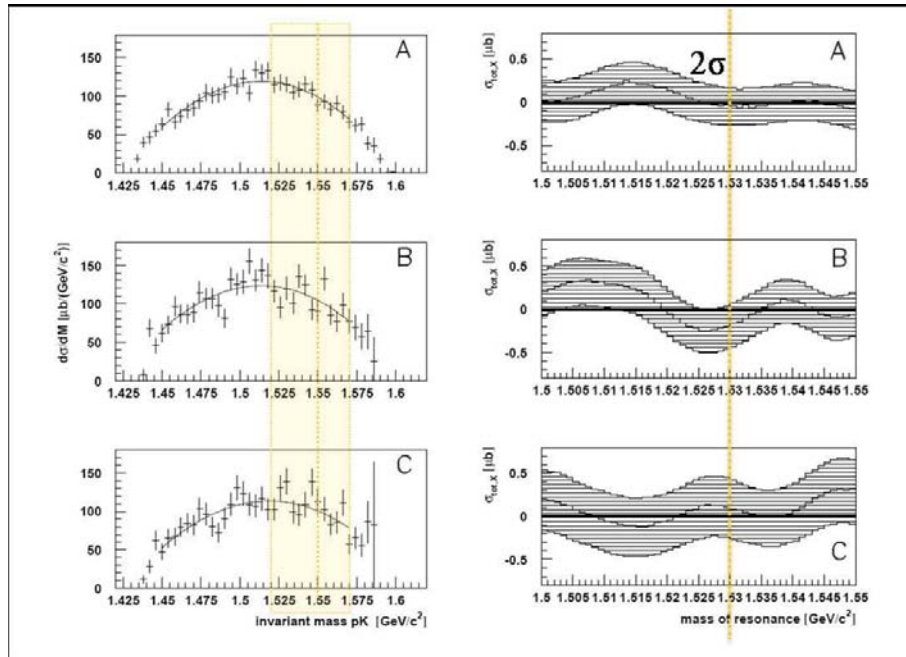 A
150
100
50
0
1.425 1.45 1.475 1.5 1.525 1.55 1.575 1.6
B
150
100
50
0
1.425 1.45 1.475 1.5 1.525 1.55 1.575 1.6
dσ/dM [μb/(GeV/c²)]
C
150
100
50
0
1.425 1.45 1.475 1.5 1.525 1.55 1.575 1.6
invariant mass pK [GeV/c²]
A
2σ
σtot,X [μb]
0.5
0
-0.5
1.5 1.505 1.51 1.515 1.52 1.525 1.53 1.535 1.54 1.545 1.55
B
σtot,X [μb]
0.5
0
-0.5
1.5 1.505 1.51 1.515 1.52 1.525 1.53 1.535 1.54 1.545 1.55
σtot,X [μb]
0.5
0
-0.5
C
1.5 1.505 1.51 1.515 1.52 1.525 1.53 1.535 1.54 1.545 1.55
mass of resonance [GeV/c²]